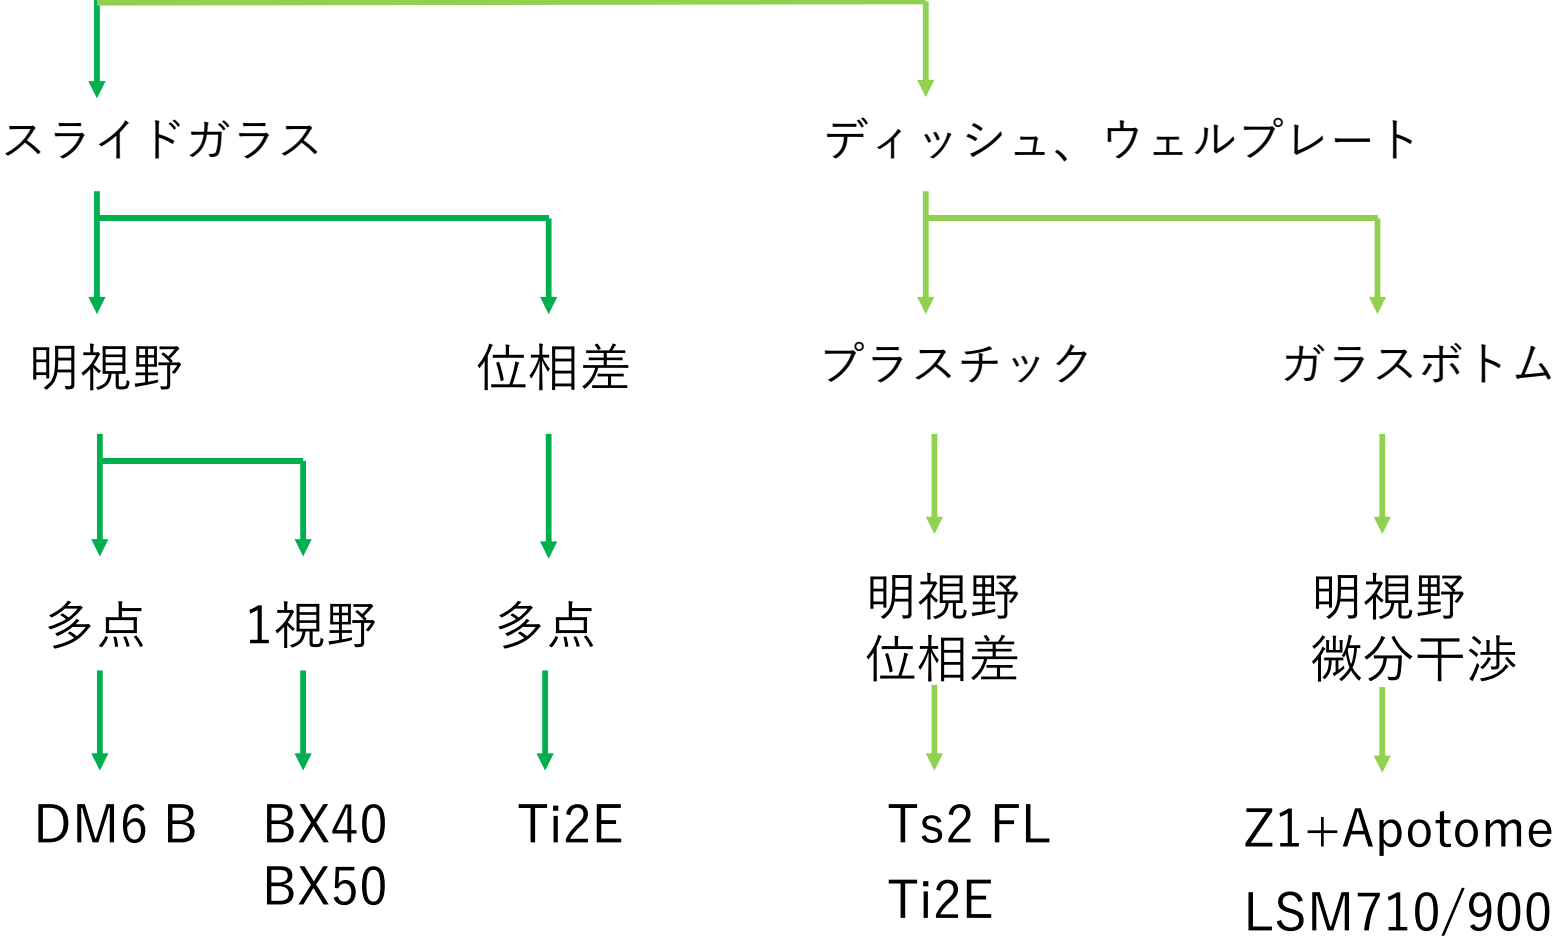 スライドガラス
ディッシュ、ウェルプレート
明視野
位相差
プラスチック
ガラスボトム
多点
1視野
多点
明視野
位相差
明視野
微分干渉
DM6 B
BX40
BX50
Ti2E
Ts2 FL
Ti2E
Z1+Apotome
LSM710/900